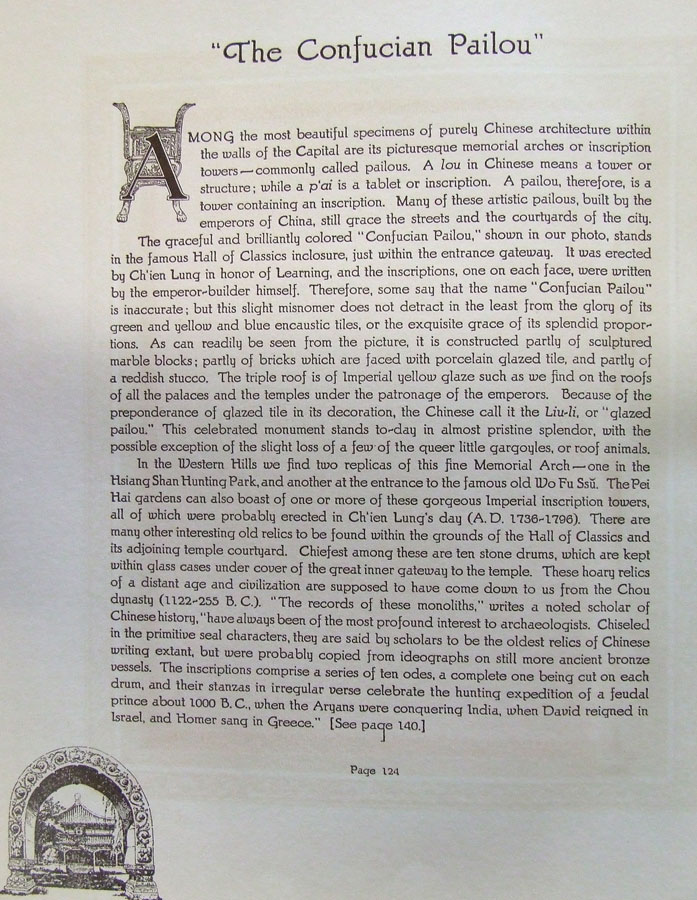 "The Confucian Pailou"
AMONG the most beautiful specimens of purely Chinese architecture within
the walls of the Capital are its picturesque memorial arches or inscription
towers—commonly called pailous. A lou in Chinese means a tower or
structure; while a p'ai is a tablet or inscription. A pailou, therefore, is a
tower containing an inscription. Many of these artistic pailous, built by the
emperors of China, still grace the streets and the courtyards of the city.
The graceful and brilliantly colored "Confucian Pailou," shown in our photo, stands
in the famous Hall of Classics inclosure, just within the entrance gateway. It was erected
by Ch'ien Lung in honor of Learning, and the inscriptions, one on each face, were written
by the emperor-builder himself. Therefore, some say that the name "Confucian Pailou"
is inaccurate; but this slight misnomer does not detract in the least from the glory of its
green and yellow and blue encaustic tiles, or the exquisite grace of its splendid propor-
tions. As can readily be seen from the picture, it is constructed partly of sculptured
marble blocks; partly of bricks which are faced with porcelain glazed tile, and partly of
a reddish stucco. The triple roof is of Imperial yellow glaze such as we find on the roofs
of all the palaces and the temples under the patronage of the emperors. Because of the
preponderance of glazed tile in its decoration, the Chinese call it the Liu-li, or "glazed
pailou." This celebrated monument stands to-day in almost pristine splendor, with the
possible exception of the slight loss of a few of the queer little gargoyles, or roof animals.
In the Western Hills we find two replicas of this fine Memorial Arch—one in the
Hsiang Shan Hunting Park, and another at the entrance to the famous old Wo Fu Ssŭ. The Pei
Hai gardens can also boast of one or more of these gorgeous Imperial inscription towers,
all of which were probably erected in Ch'ien Lung's day (A. D. 1736-1796). There are
many other interesting old relics to be found within the grounds of the Hall of Classics and
its adjoining temple courtyard. Chiefest among these are ten stone drums, which are kept
within glass cases under cover of the great inner gateway to the temple. These hoary relics
of a distant age and civilization are supposed to have come down to us from the Chou
dynasty (1122-255 B. C.). "The records of these monoliths," writes a noted scholar of
Chinese history, "have always been of the most profound interest to archaeologists. Chiseled
in the primitive seal characters, they are said by scholars to be the oldest relics of Chinese
writing extant, but were probably copied from ideographs on still more ancient bronze
vessels. The inscriptions comprise a series of ten odes, a complete one being cut on each
drum, and their stanzas in irregular verse celebrate the hunting expedition of a feudal
prince about 1000 B. C., when the Aryans were conquering India, when David reigned in
Israel, and Homer sang in Greece." [See page 140.]
Page 124